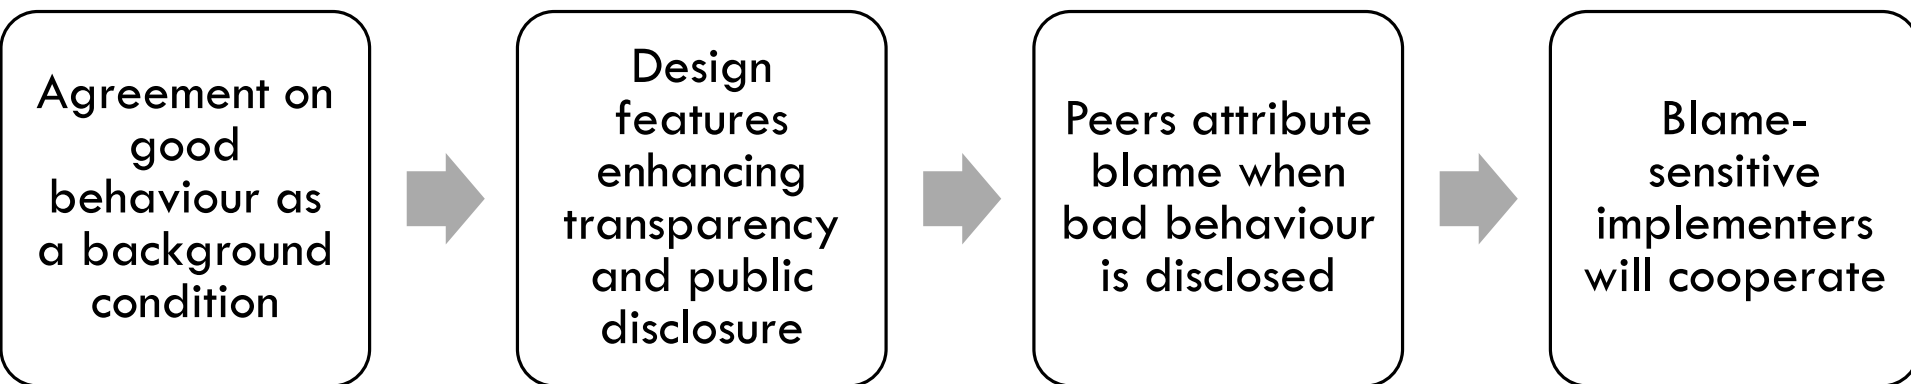 Agreement on
good
behaviour as
a background
condition
Design
features
enhancing
transparency
and public
disclosure
Peers attribute
blame when
bad behaviour
is disclosed
Blame-
sensitive
implementers
will cooperate